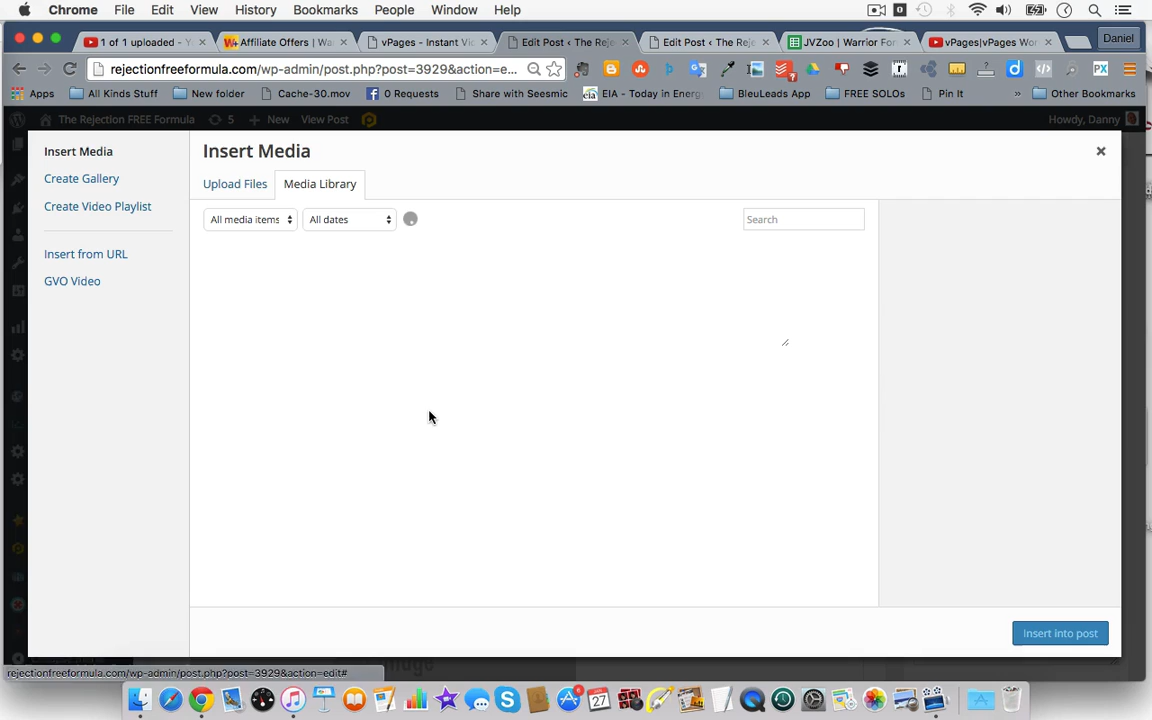 Chrome File Edit View History Bookmarks People Window Help
1 of 1 uploaded - Y
Affiliate Offers | Wa
vPages - Instant Vi
Edit Post ‹ The Reje
Edit Post ‹ The Reje
JVZoo | Warrior For
vPages|vPages Wor
Daniel
rejectionfreeformula.com/wp-admin/post.php?post=3929&action=e...
Apps All Kinds Stuff New folder Cache-30.mov 0 Requests Share with Seesmic EIA - Today in Energ BleuLeads App FREE SOLOs Pin It » Other Bookmarks
The Rejection FREE Formula 5 + New View Post Howdy, Danny
Insert Media
Create Gallery
Create Video Playlist
Insert from URL
GVO Video
Insert Media
Upload Files Media Library
All media items All dates Search
Insert into post
rejectionfreeformula.com/wp-admin/post.php?post=3929&action=edit#